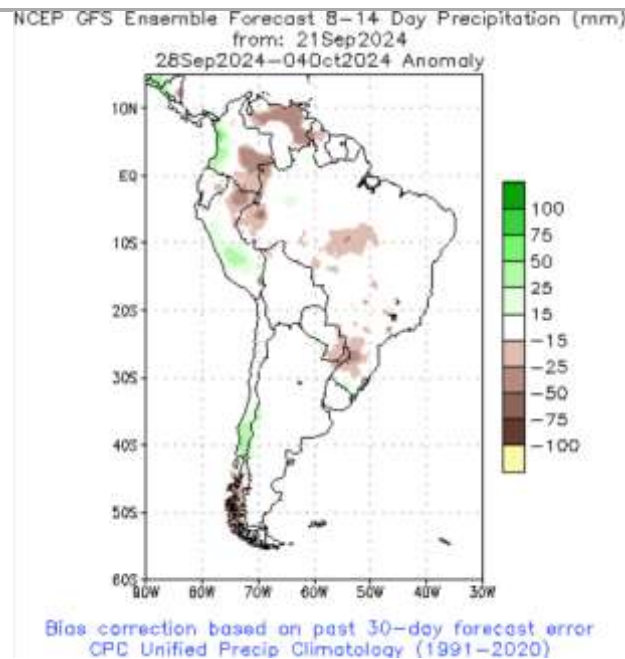 NCEP GFS Ensemble Forecast 8-14 Day Precipitation (mm)
from: 21Sep2024
28Sep2024-04Oct2024 Anomaly
10N
EQ
10S
20S
30S
40S
50S
60S
90W
80W
70W
60W
50W
40W
30W
100
75
50
25
15
-15
-25
-50
-75
-100
Bias correction based on past 30-day forecast error
CPC Unified Precip Climatology (1991-2020)